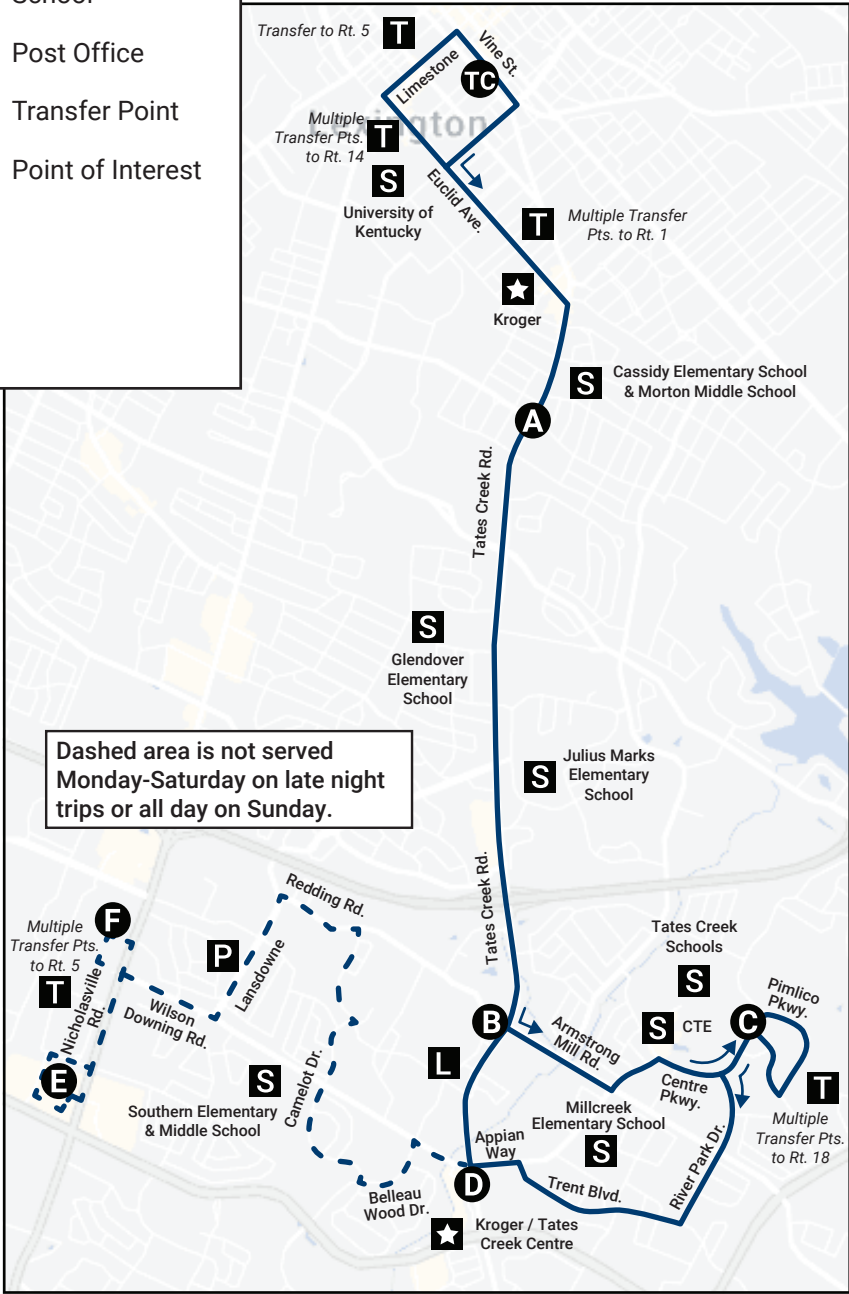 School
Post Office
Transfer Point
Point of Interest
Transfer to Rt. 5
T
Vine St.
Limestone
TC
Lexington
Multiple
Transfer Pts.
to Rt. 14
T
S
University of
Kentucky
Euclid Ave.
T
Multiple Transfer
Pts. to Rt. 1
Kroger
S
Cassidy Elementary School
& Morton Middle School
A
Tates Creek Rd.
S
Glendover
Elementary
School
Dashed area is not served
Monday-Saturday on late night
trips or all day on Sunday.
S
Julius Marks
Elementary
School
Tates Creek Rd.
Redding Rd.
F
Multiple
Transfer Pts.
to Rt. 5
T
Nicholasville
Rd.
P
Lansdowne
Wilson
Downing Rd.
E
S
Southern Elementary
& Middle School
Camelot Dr.
L
B
Armstrong
Mill Rd.
Tates Creek
Schools
S
S
CTE
C
Pimlico
Pkwy.
Centre
Pkwy.
T
Multiple
Transfer Pts.
to Rt. 18
Millcreek
Elementary School
S
Appian
Way
D
Trent Blvd.
River Park Dr.
Belleau
Wood Dr.
Kroger / Tates
Creek Centre